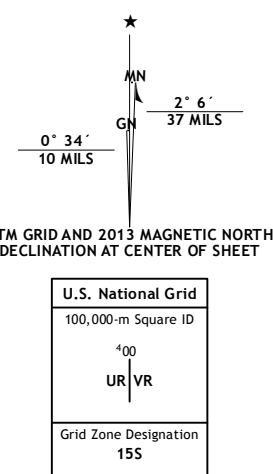 ★
MN
2° 6´
37 MILS
GN
0° 34´
10 MILS
TM GRID AND 2013 MAGNETIC NORTH
DECLINATION AT CENTER OF SHEET
U.S. National Grid
100,000-m Square ID
⁴00
UR VR
Grid Zone Designation
15S